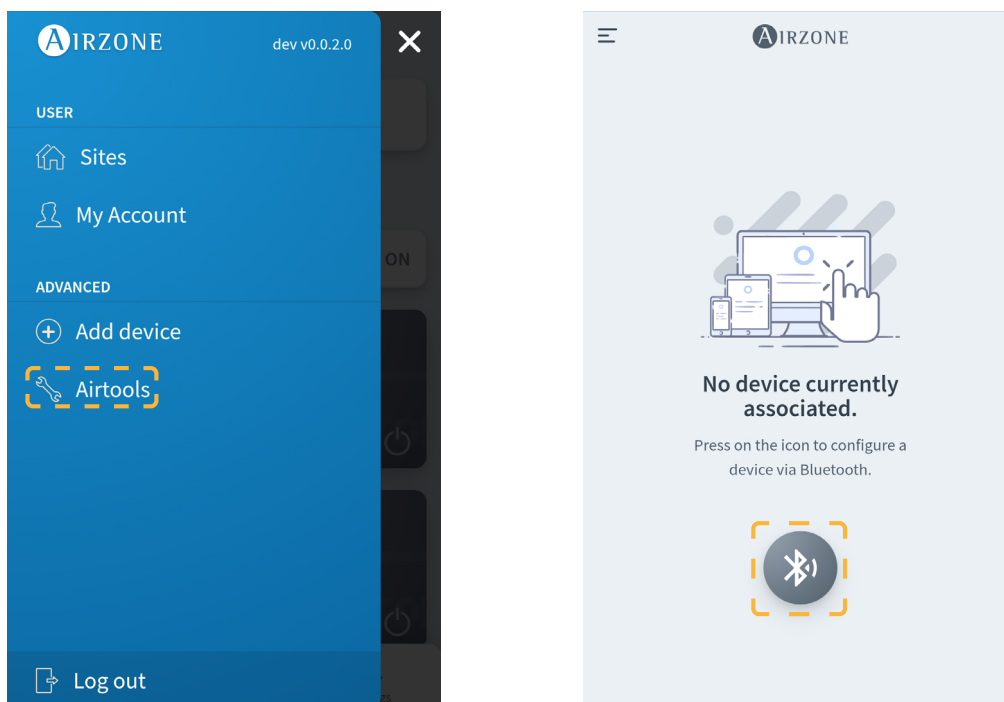 AIRZONE
dev v0.0.2.0
USER
Sites
My Account
ON
ADVANCED
Add device
Airtools
Log out
AIRZONE
No device currently
associated.
Press on the icon to configure a
device via Bluetooth.